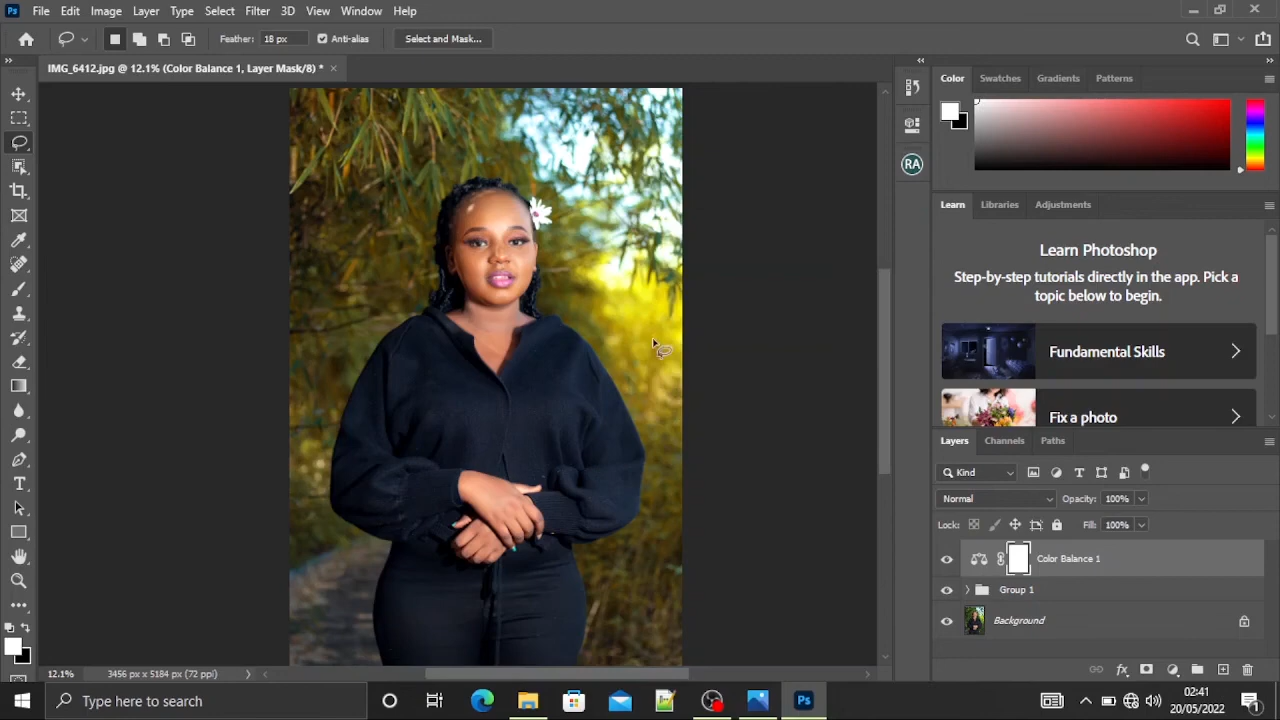 Ps File Edit Image Layer Type Select Filter 3D View Window Help
Feather: 18 px Anti-alias Select and Mask...
IMG_6412.jpg @ 12.1% (Color Balance 1, Layer Mask/8) *
Color Swatches Gradients Patterns
RA
Learn Libraries Adjustments
Learn Photoshop
Step-by-step tutorials directly in the app. Pick a
topic below to begin.
Fundamental Skills
Fix a photo
Layers Channels Paths
Kind
Normal Opacity: 100%
Lock: Fill: 100%
Color Balance 1
Group 1
Background
12.1% 3456 px x 5184 px (72 ppi)
Type here to search
Ps
02:41
20/05/2022
1